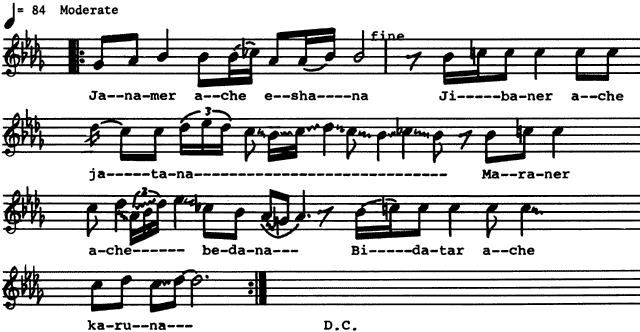 = 84 Moderate
fine
Ja--na-mer a--che e--sha----na Ji-----ba-ner a--che
3
ja------ta-na------------------------------ Ma--ra-ner
2
a-che------ be-da-na--- Bi-----da-tar a--che
ka-ru--na--- D.C.